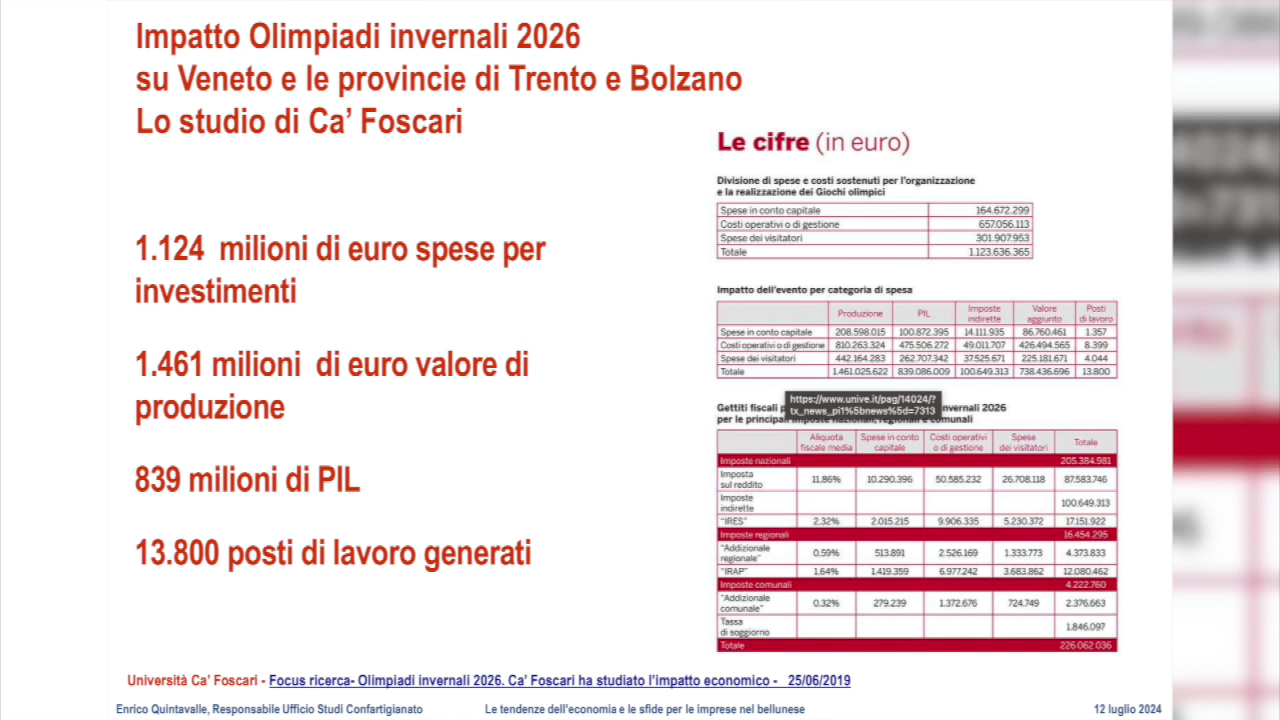 Impatto Olimpiadi invernali 2026
su Veneto e le provincie di Trento e Bolzano
Lo studio di Ca’ Foscari
1.124 milioni di euro spese per
investimenti
1.461 milioni di euro valore di
produzione
839 milioni di PIL
13.800 posti di lavoro generati
Le cifre (in euro)
Divisione di spese e costi sostenuti per l'organizzazione
e la realizzazione dei Giochi olimpici
Spese in conto capitale 164.672.299
Costi operativi o di gestione 657.056.113
Spese dei visitatori 301.907.953
Totale 1.123.636.365
Impatto dell'evento per categoria di spesa
Produzione PIL Imposte indirette Valore aggiunto Posti di lavoro
Spese in conto capitale 208.598.015 100.872.395 14.111.935 86.760.461 1.357
Costi operativi o di gestione 810.263.324 475.506.272 49.011.707 426.494.565 8.399
Spese dei visitatori 442.164.283 262.707.342 37.525.671 225.181.671 4.044
Totale 1.461.025.622 839.086.009 100.649.313 738.436.696 13.800
https://www.unive.it/pag/14024/?
tx_news_pi1%5bnews%5d=7313
Gettiti fiscali nvernali 2026
per le principali imposte nazionali, regionali e comunali
Aliquota fiscale media Spese in conto capitale Costi operativi o di gestione Spese dei visitatori Totale
Imposte nazionali 205.384.981
Imposta sul reddito 11,86% 10.290.396 50.585.232 26.708.118 87.583.746
Imposte indirette 100.649.313
"IRES" 2.32% 2.015.215 9.906.335 5.230.372 17.151.922
Imposte regionali 16.454.295
"Addizionale regionale" 0.59% 513.891 2.526.169 1.333.773 4.373.833
"IRAP" 1.64% 1.419.359 6.977.242 3.683.862 12.080.462
Imposte comunali 4.222.760
"Addizionale comunale" 0,32% 279.239 1.372.676 724.749 2.376.663
Tassa di soggiorno 1.846.097
Totale 226.062.036
Università Ca’ Foscari - Focus ricerca- Olimpiadi invernali 2026. Ca’ Foscari ha studiato l’impatto economico - 25/06/2019
Enrico Quintavalle, Responsabile Ufficio Studi Confartigianato Le tendenze dell’economia e le sfide per le imprese nel bellunese 12 luglio 2024